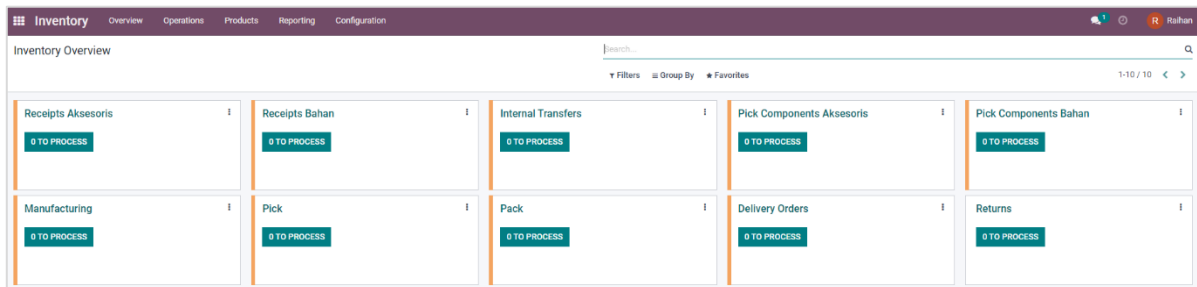 Inventory Overview Operations Products Reporting Configuration 1 R Raihan
Inventory Overview Search...
Filters Group By Favorites 1-10 / 10
Receipts Aksesoris Receipts Bahan Internal Transfers Pick Components Aksesoris Pick Components Bahan
0 TO PROCESS 0 TO PROCESS 0 TO PROCESS 0 TO PROCESS 0 TO PROCESS
Manufacturing Pick Pack Delivery Orders Returns
0 TO PROCESS 0 TO PROCESS 0 TO PROCESS 0 TO PROCESS 0 TO PROCESS